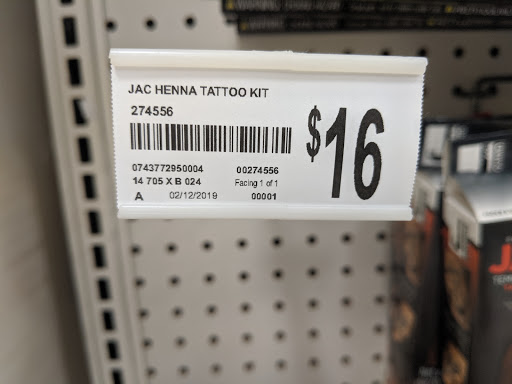 JAC HENNA TATTOO KIT
274556
$16
0743772950004 00274556
14 705 X B 024 Facing 1 of 1
A 02/12/2019 00001